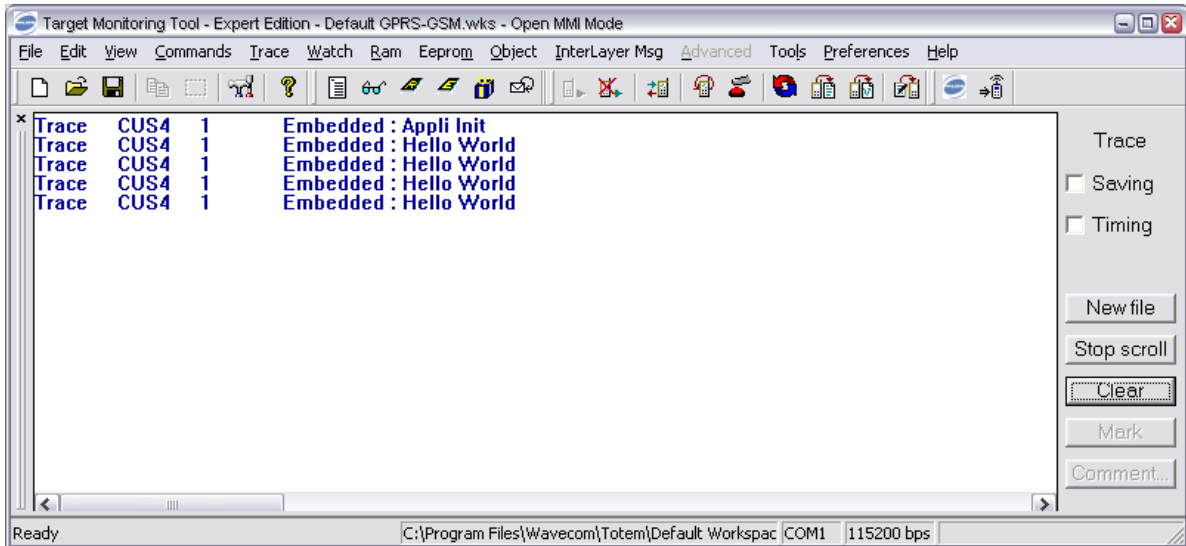 Target Monitoring Tool - Expert Edition - Default GPRS-GSM.wks - Open MMI Mode
File Edit View Commands Trace Watch Ram Eeprom Object InterLayer Msg Advanced Tools Preferences Help
Trace CUS4 1 Embedded : Appli Init
Trace CUS4 1 Embedded : Hello World
Trace CUS4 1 Embedded : Hello World
Trace CUS4 1 Embedded : Hello World
Trace CUS4 1 Embedded : Hello World
Trace
Saving
Timing
New file
Stop scroll
Clear
Mark
Comment...
Ready C:\Program Files\Wavecom\Totem\Default Workspac COM1 115200 bps